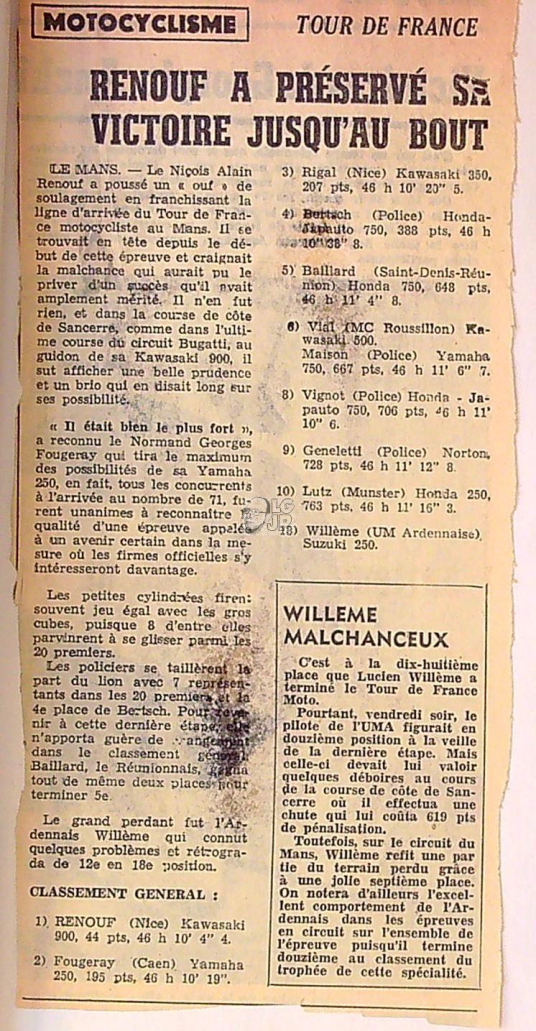 MOTOCYCLISME
TOUR DE FRANCE
RENOUF A PRÉSERVÉ SA
VICTOIRE JUSQU'AU BOUT
LE MANS. — Le Niçois Alain
Renouf a poussé un « ouf » de
soulagement en franchissant la
ligne d'arrivée du Tour de Fran-
ce motocycliste au Mans. Il se
trouvait en tête depuis le dé-
but de cette épreuve et craignait
la malchance qui aurait pu le
priver d'un succès qu'il avait
amplement mérité. Il n'en fut
rien, et dans la course de côte
de Sancerre, comme dans l'ulti-
me course du circuit Bugatti, au
guidon de sa Kawasaki 900, il
sut afficher une belle prudence
et un brio qui en disait long sur
ses possibilité.
« Il était bien le plus fort »,
a reconnu le Normand Georges
Fougeray qui tira le maximum
des possibilités de sa Yamaha
250, en fait, tous les concurrents
à l'arrivée au nombre de 71, fu-
rent unanimes à reconnaître la
qualité d'une épreuve appelée
à un avenir certain dans la me-
sure où les firmes officielles s'y
intéresseront davantage.
Les petites cylindrées firent
souvent jeu égal avec les gros
cubes, puisque 8 d'entre elles
parvinrent à se glisser parmi les
20 premiers.
Les policiers se taillèrent la
part du lion avec 7 représen-
tants dans les 20 premiers et la
4e place de Bertsch. Pour
nir à cette dernière étape, elle
n'apporta guère de changement
dans le classement général.
Baillard, le Réunionnais, gagna
tout de même deux places pour
terminer 5e.
Le grand perdant fut l'Ar-
dennais Willème qui connut
quelques problèmes et rétrogra-
da de 12e en 18e position.
CLASSEMENT GENERAL :
1) RENOUF (Nice) Kawasaki
900, 44 pts, 46 h 10' 4" 4.
2) Fougeray (Caen) Yamaha
250, 195 pts, 46 h 10' 19".
3) Rigal (Nice) Kawasaki 350,
207 pts, 46 h 10' 20" 5.
4) Bertsch (Police) Honda-
Japauto 750, 388 pts, 46 h
10" 38" 8.
5) Baillard (Saint-Denis-Réu-
nion) Honda 750, 648 pts,
46 h 11' 4" 8.
6) Vial (MC Roussillon) Ka-
wasaki 500.
Maison (Police) Yamaha
750, 667 pts, 46 h 11' 6" 7.
8) Vignot (Police) Honda - Ja-
pauto 750, 706 pts, 46 h 11'
10" 6.
9) Geneletti (Police) Norton,
728 pts, 46 h 11' 12" 8.
10) Lutz (Munster) Honda 250,
763 pts, 46 h 11' 16" 3.
18) Willème (UM Ardennaise)
Suzuki 250.
LG
JP
WILLEME
MALCHANCEUX
C'est à la dix-huitième
place que Lucien Willème a
terminé le Tour de France
Moto.
Pourtant, vendredi soir, le
pilote de l'UMA figurait en
douzième position à la veille
de la dernière étape. Mais
celle-ci devait lui valoir
quelques déboires au cours
de la course de côte de San-
cerre où il effectua une
chute qui lui coûta 619 pts
de pénalisation.
Toutefois, sur le circuit du
Mans, Willème refit une par
tie du terrain perdu grâce
à une jolie septième place.
On notera d'ailleurs l'excel-
lent comportement de l'Ar-
dennais dans les épreuves
en circuit sur l'ensemble de
l'épreuve puisqu'il termine
douzième au classement du
trophée de cette spécialité.